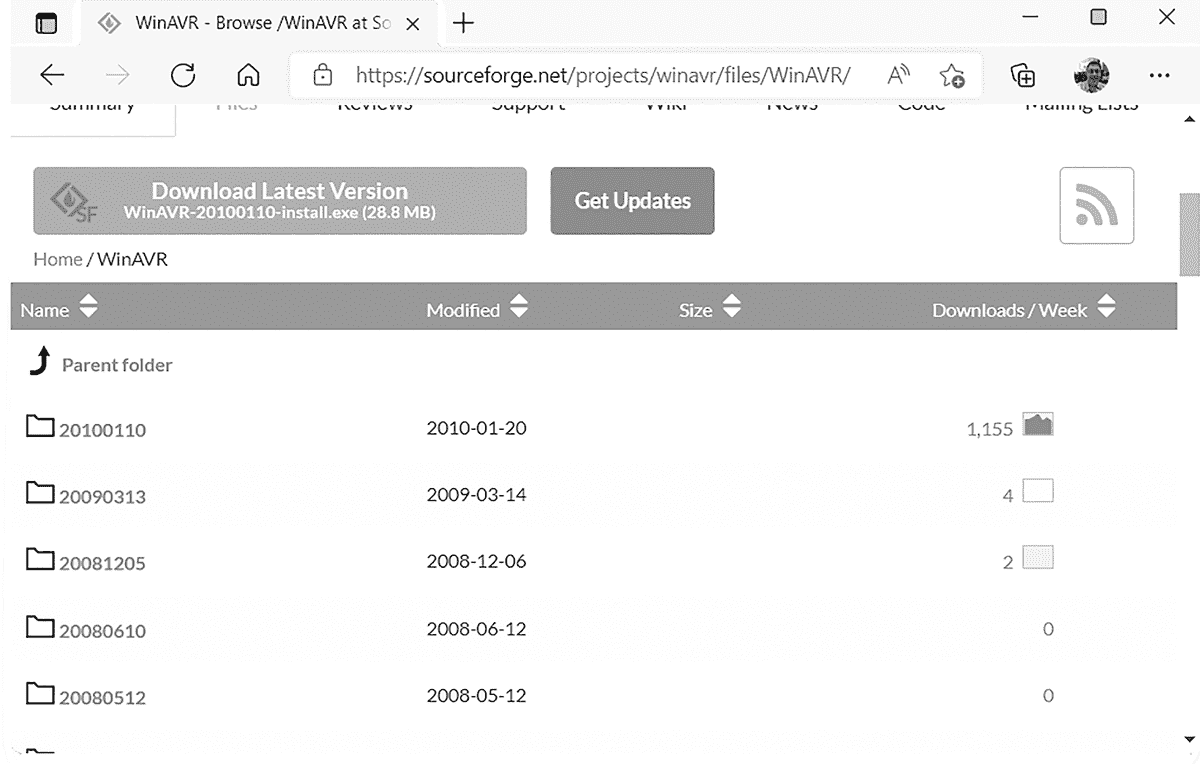 WinAVR - Browse /WinAVR at So
https://sourceforge.net/projects/winavr/files/WinAVR/
Summary Files Reviews Support Wiki News Code Mailing Lists
Download Latest Version
WinAVR-20100110-install.exe (28.8 MB)
SF
Get Updates
Home / WinAVR
Name Modified Size Downloads / Week
Parent folder
20100110 2010-01-20 1,155
20090313 2009-03-14 4
20081205 2008-12-06 2
20080610 2008-06-12 0
20080512 2008-05-12 0